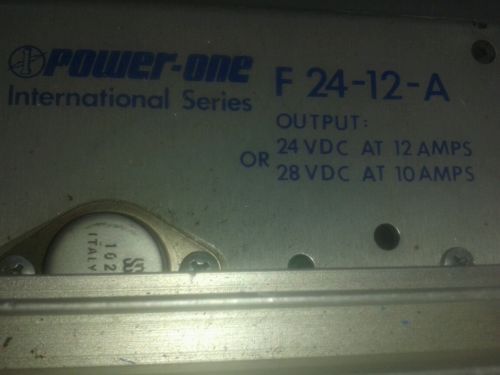 POWER-ONE
International Series
F 24-12-A
OUTPUT:
24 VDC AT 12 AMPS
OR 28 VDC AT 10 AMPS
102
ITALY